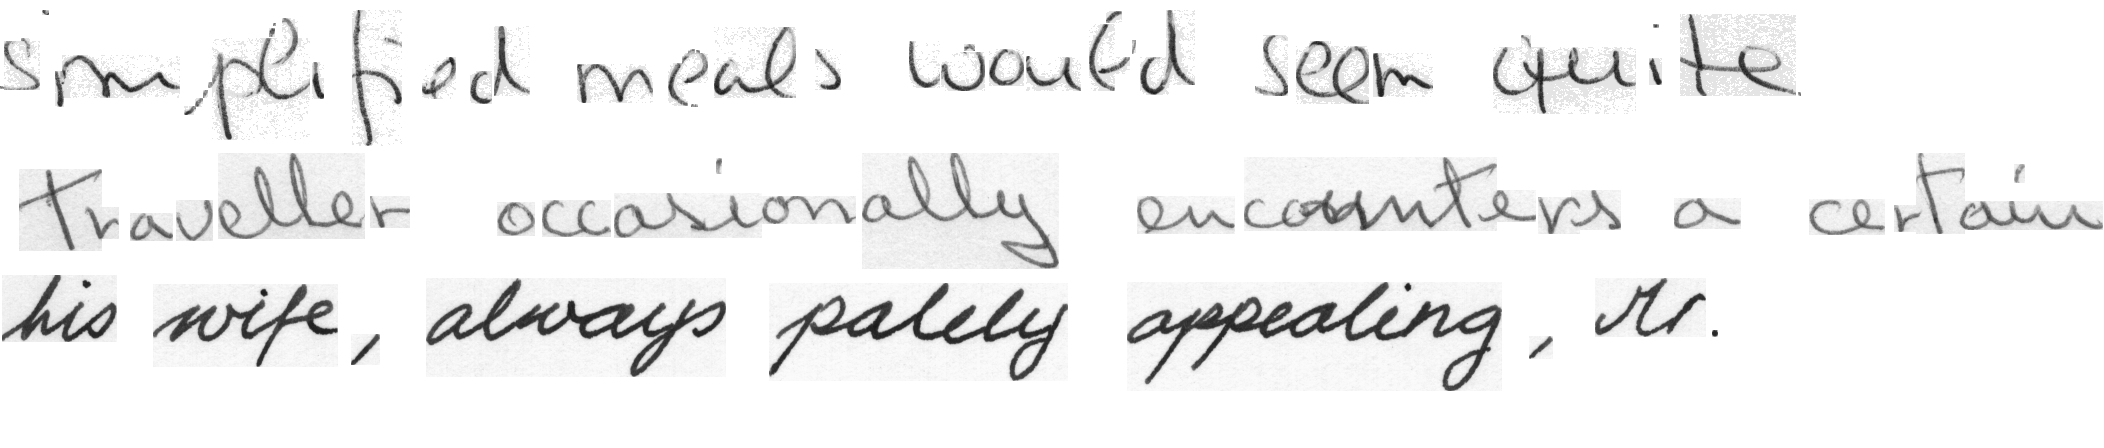 simplified meals would seem quite
traveller occasionally encounters a certain
his wife, always palely appealing, Mr.